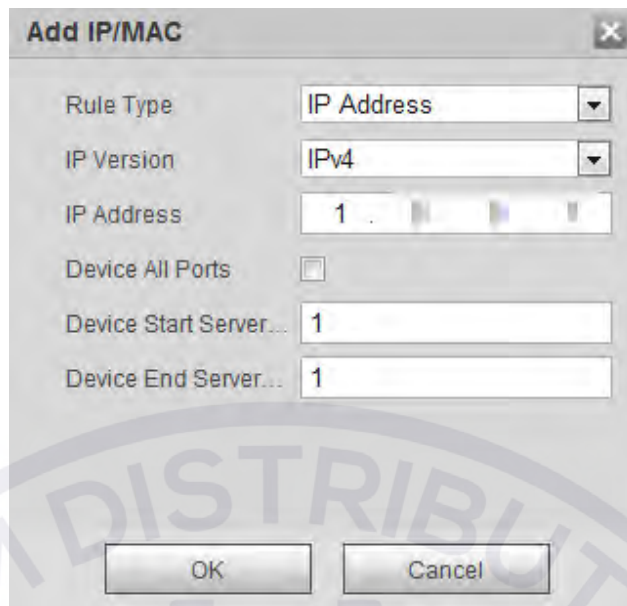 Add IP/MAC
Rule Type IP Address
IP Version IPv4
IP Address 1 .
Device All Ports
Device Start Server... 1
Device End Server... 1
DISTRIBUT
OK Cancel